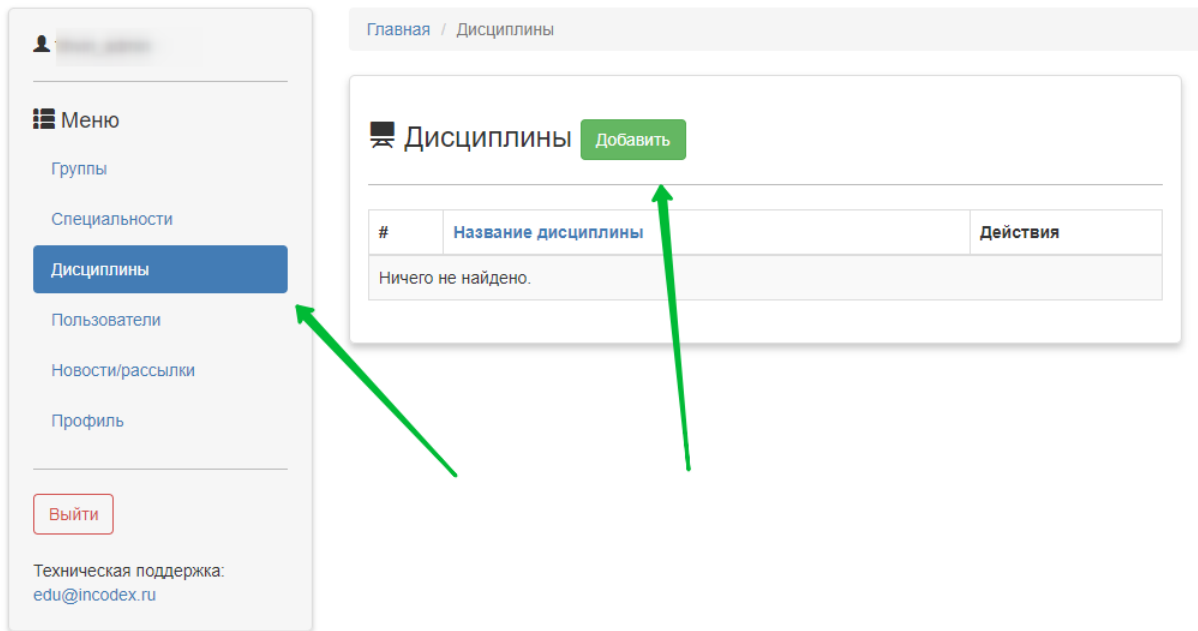 Меню
Группы
Специальности
Дисциплины
Пользователи
Новости/рассылки
Профиль
Выйти
Техническая поддержка:
edu@incodex.ru
Главная / Дисциплины
Дисциплины Добавить
# Название дисциплины Действия
Ничего не найдено.